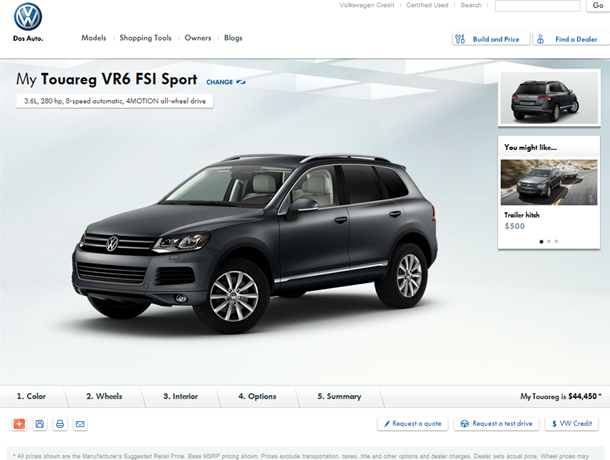 Volkswagen Credit
Certified Used
Search
Go
Das Auto.
Models
Shopping Tools
Owners
Blogs
Build and Price
Find a Dealer
My Touareg VR6 FSI Sport
CHANGE
3.6L, 280 hp, 8-speed automatic, 4MOTION all-wheel drive
You might like...
Trailer hitch
$500
1. Color
2. Wheels
3. Interior
4. Options
5. Summary
My Touareg is $44,450 *
Request a quote
Request a test drive
$ VW Credit
* All prices shown are the Manufacturer's Suggested Retail Price. Base MSRP pricing shown. Prices exclude transportation, taxes, title and other options and dealer charges. Dealer sets actual price. Wheel prices may